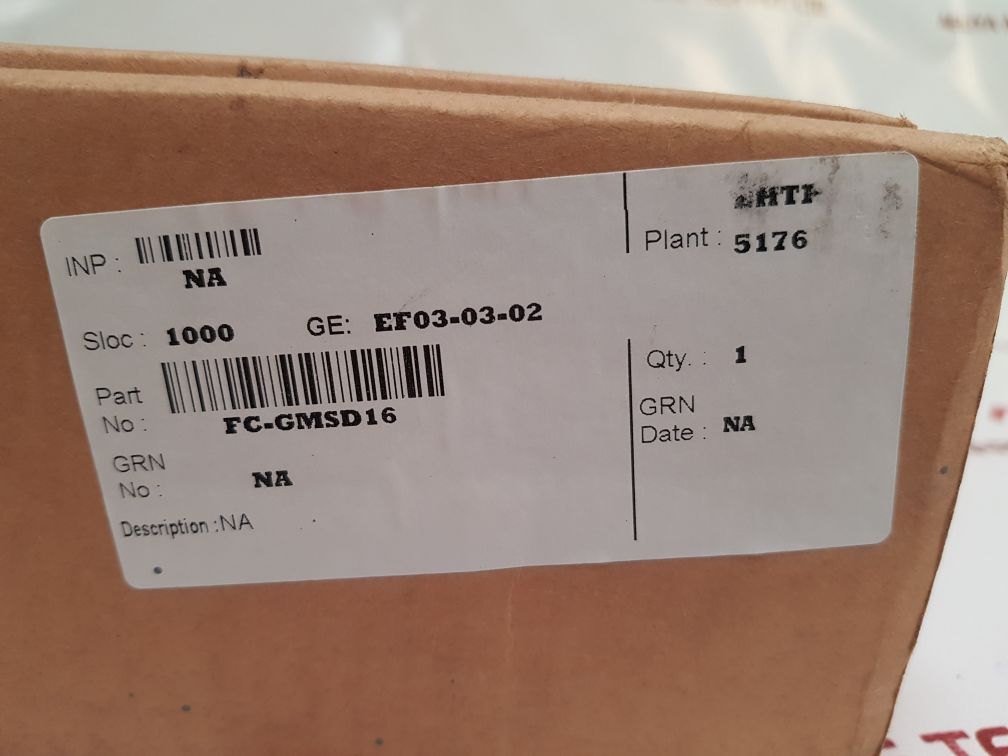 INP :
NA
Plant : 5176
Sloc : 1000 GE: EF03-03-02
Part
No : FC-GMSD16
Qty. : 1
GRN
No : NA
GRN
Date : NA
Description :NA